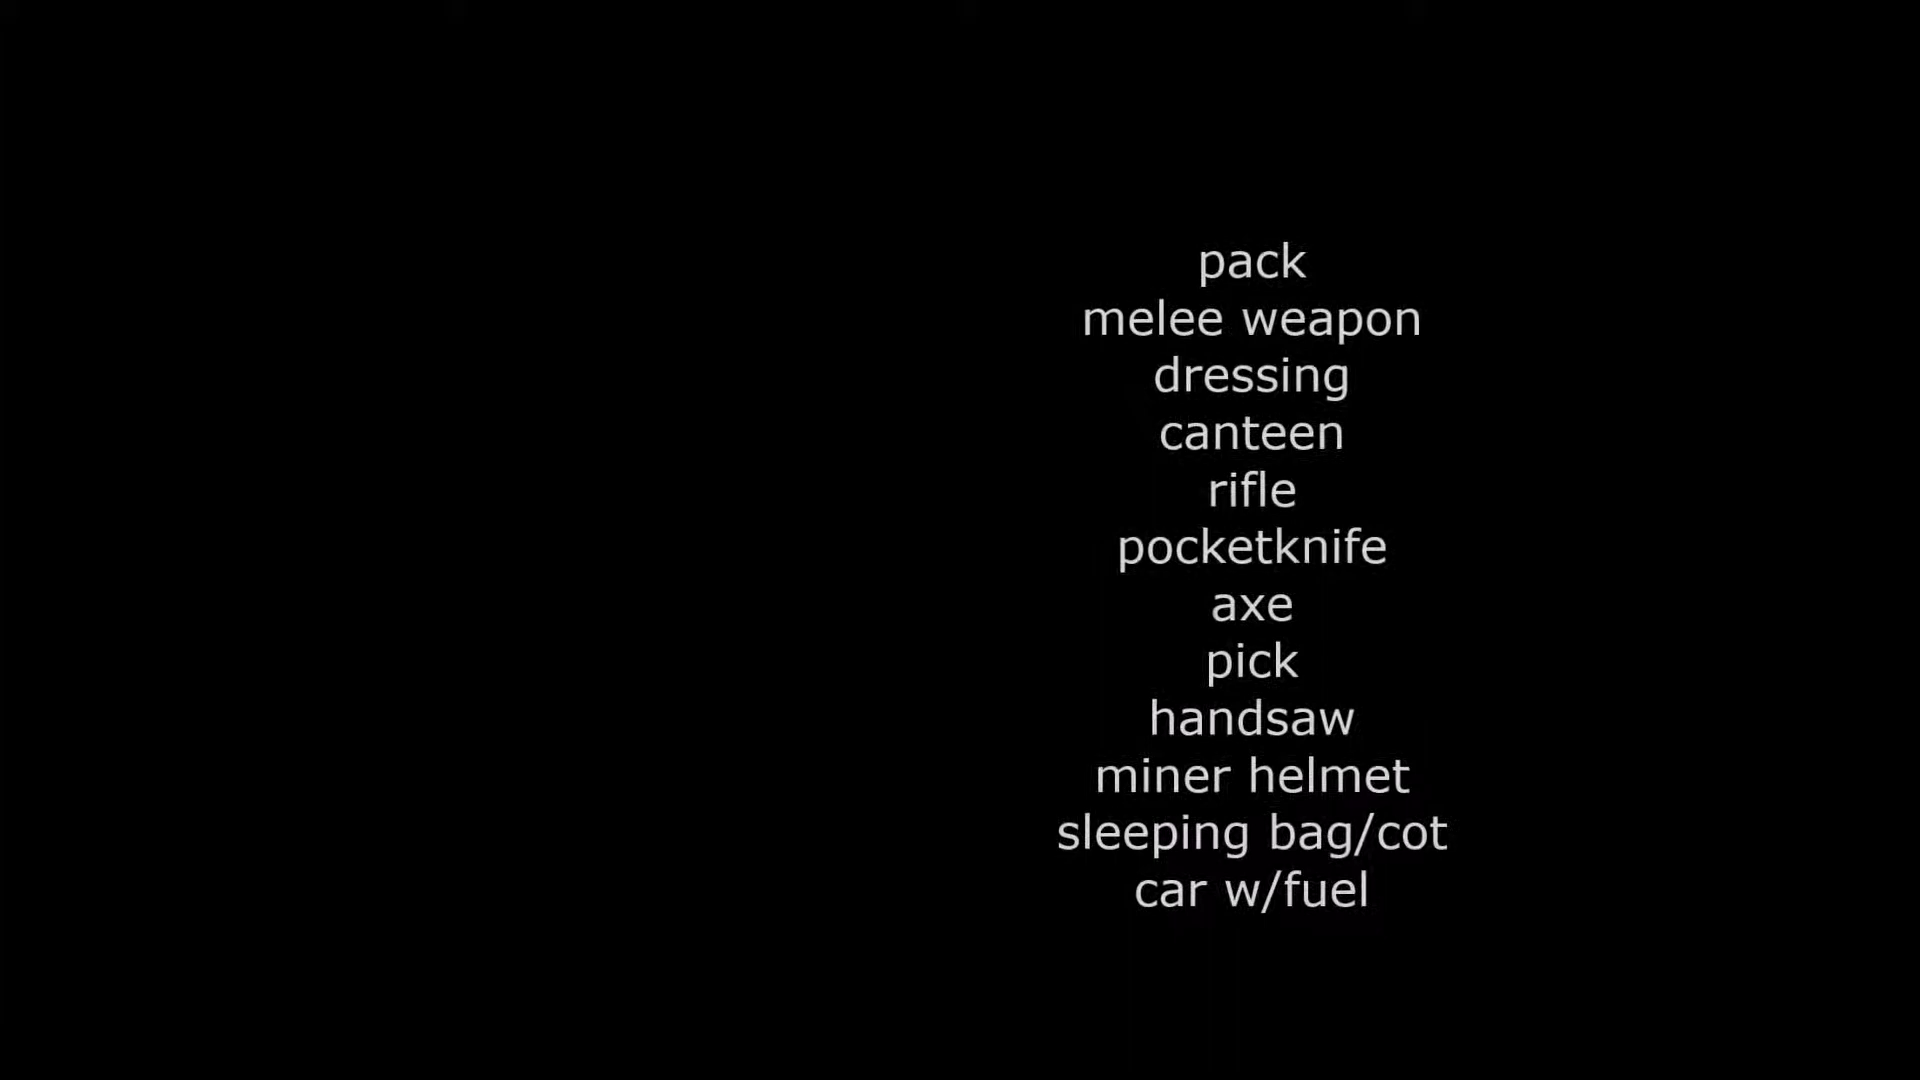 pack
melee weapon
dressing
canteen
rifle
pocketknife
axe
pick
handsaw
miner helmet
sleeping bag/cot
car w/fuel